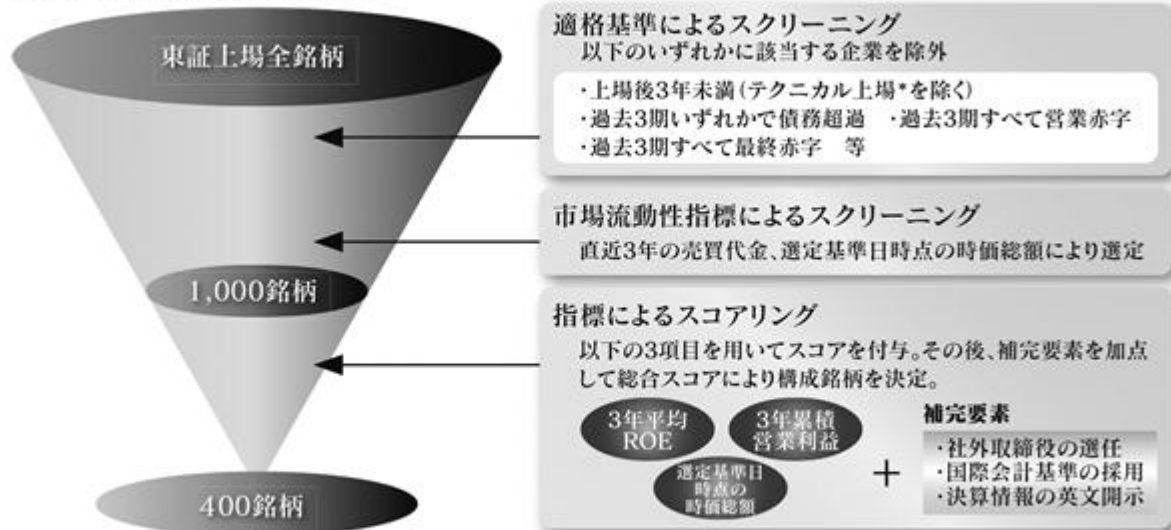 東証上場全銘柄
1,000銘柄
400銘柄
適格基準によるスクリーニング
以下のいずれかに該当する企業を除外
・上場後3年未満(テクニカル上場*を除く)
・過去3期いずれかで債務超過 ・過去3期すべて営業赤字
・過去3期すべて最終赤字 等
市場流動性指標によるスクリーニング
直近3年の売買代金、選定基準日時点の時価総額により選定
指標によるスコアリング
以下の3項目を用いてスコアを付与。その後、補完要素を加点
して総合スコアにより構成銘柄を決定。
3年平均
ROE
3年累積
営業利益
選定基準日
時点の
時価総額
+
補完要素
・社外取締役の選任
・国際会計基準の採用
・決算情報の英文開示